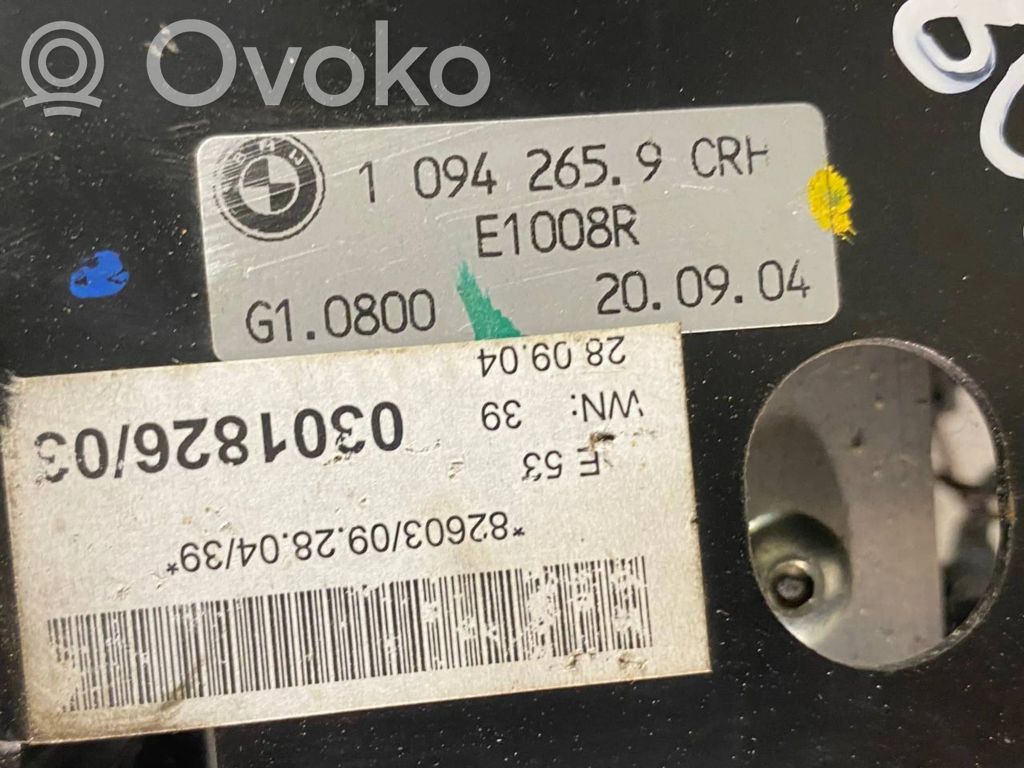 Ovoko
BMW
1 094 265.9 CRH
E1008R
G1.0800 20.09.04
28 09.04
WN: 39
0301826/03
E 53
*82603/09.28.04/39*